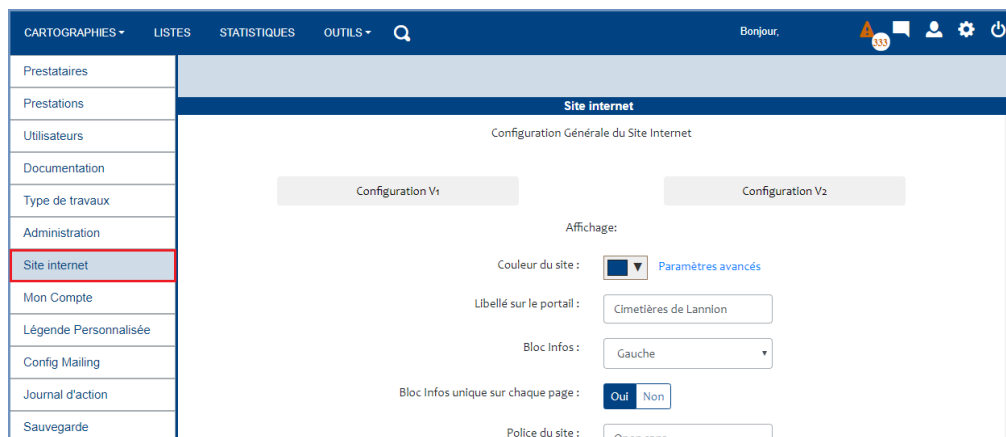 CARTOGRAPHIES LISTES STATISTIQUES OUTILS Bonjour, 333
Prestataires
Prestations
Utilisateurs
Documentation
Type de travaux
Administration
Site internet
Mon Compte
Légende Personnalisée
Config Mailing
Journal d'action
Sauvegarde
Site internet
Configuration Générale du Site Internet
Configuration V1 Configuration V2
Affichage:
Couleur du site : Paramètres avancés
Libellé sur le portail : Cimetières de Lannion
Bloc Infos : Gauche
Bloc Infos unique sur chaque page : Oui Non
Police du site :